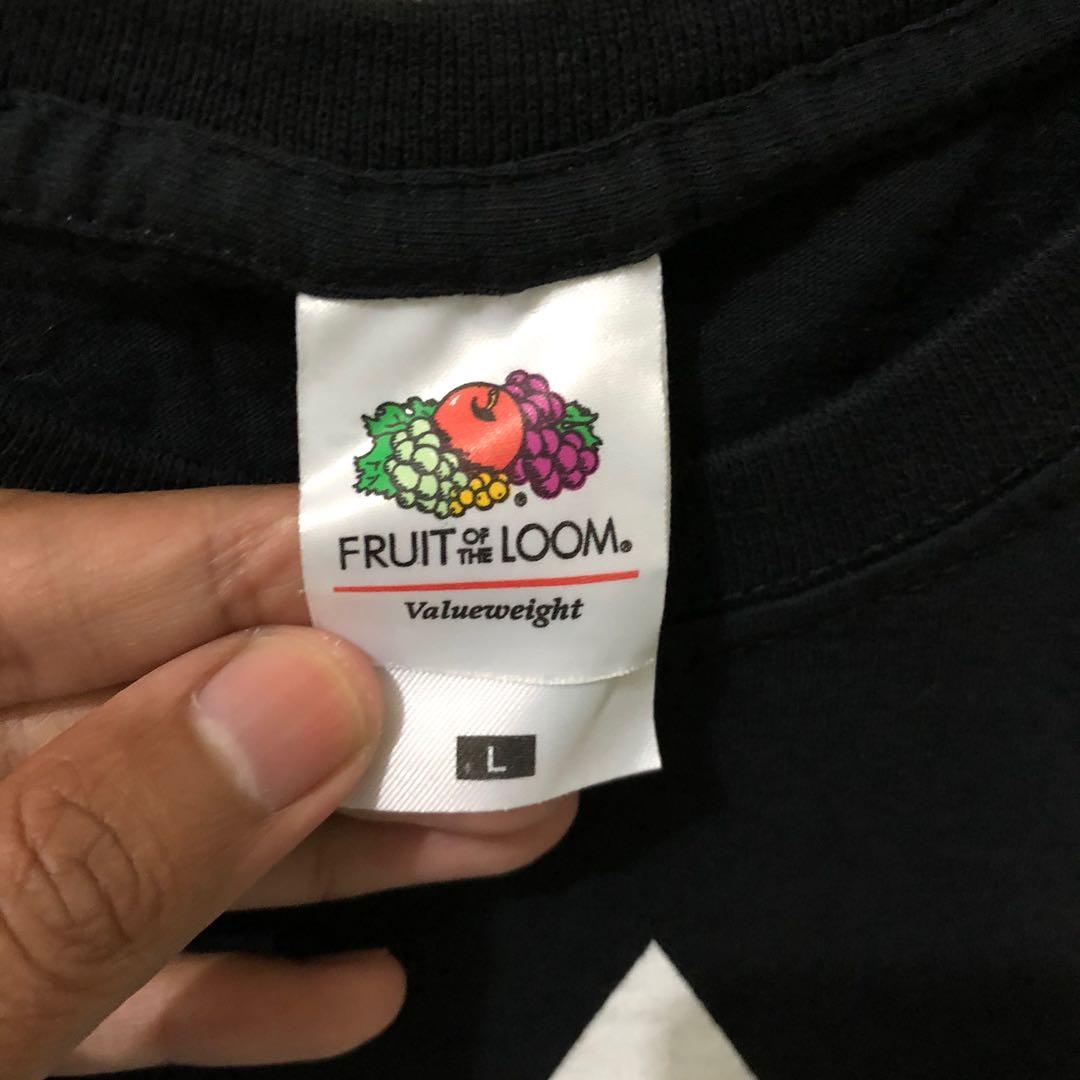 ®
FRUIT OF THE LOOM®
Valueweight
L